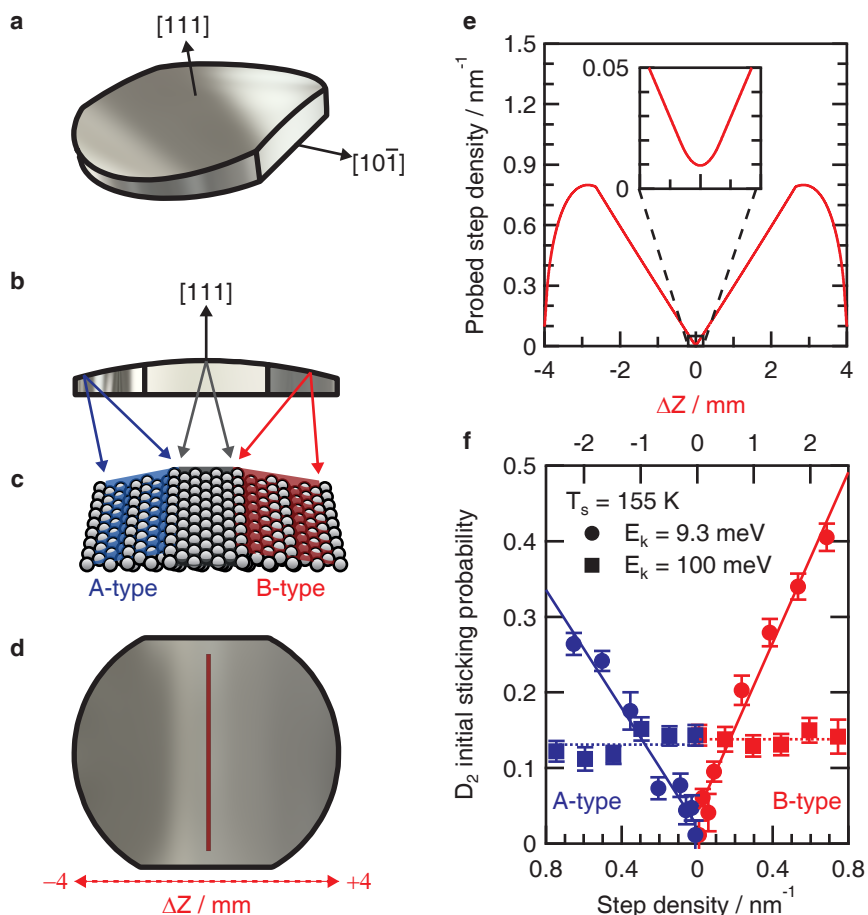 a
[111]
[101̄]
b
[111]
c
A-type
B-type
d
−4
+4
ΔZ / mm
e
Probed step density / nm⁻¹
1.5
1.2
0.9
0.6
0.3
0
0.05
0
-4
-2
0
2
4
ΔZ / mm
f
-2
-1
0
1
2
D₂ initial sticking probability
0.5
0.4
0.3
0.2
0.1
0
Tₛ = 155 K
Eₖ = 9.3 meV
Eₖ = 100 meV
A-type
B-type
0.8
0.4
0
0.4
0.8
Step density / nm⁻¹